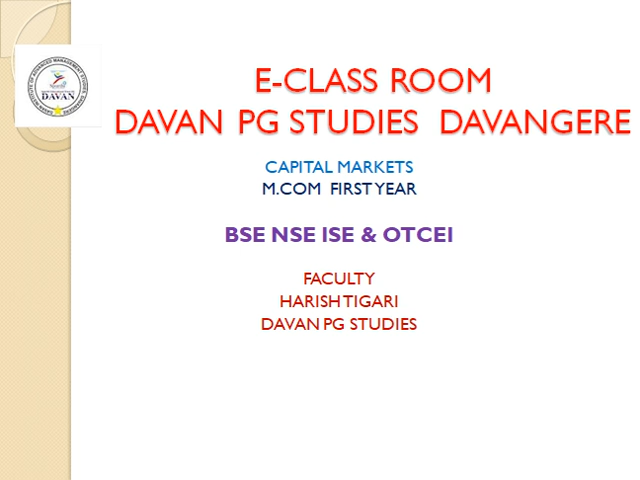 DAVAN
E-CLASS ROOM
DAVAN PG STUDIES DAVANGERE
CAPITAL MARKETS
M.COM FIRST YEAR
BSE NSE ISE & OTCEI
FACULTY
HARISH TIGARI
DAVAN PG STUDIES